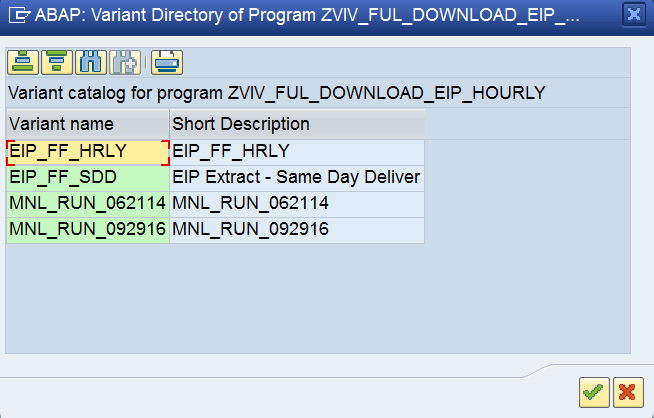 ABAP: Variant Directory of Program ZVIV_FUL_DOWNLOAD_EIP_...
Variant catalog for program ZVIV_FUL_DOWNLOAD_EIP_HOURLY
Variant name Short Description
EIP_FF_HRLY EIP_FF_HRLY
EIP_FF_SDD EIP Extract - Same Day Deliver
MNL_RUN_062114 MNL_RUN_062114
MNL_RUN_092916 MNL_RUN_092916